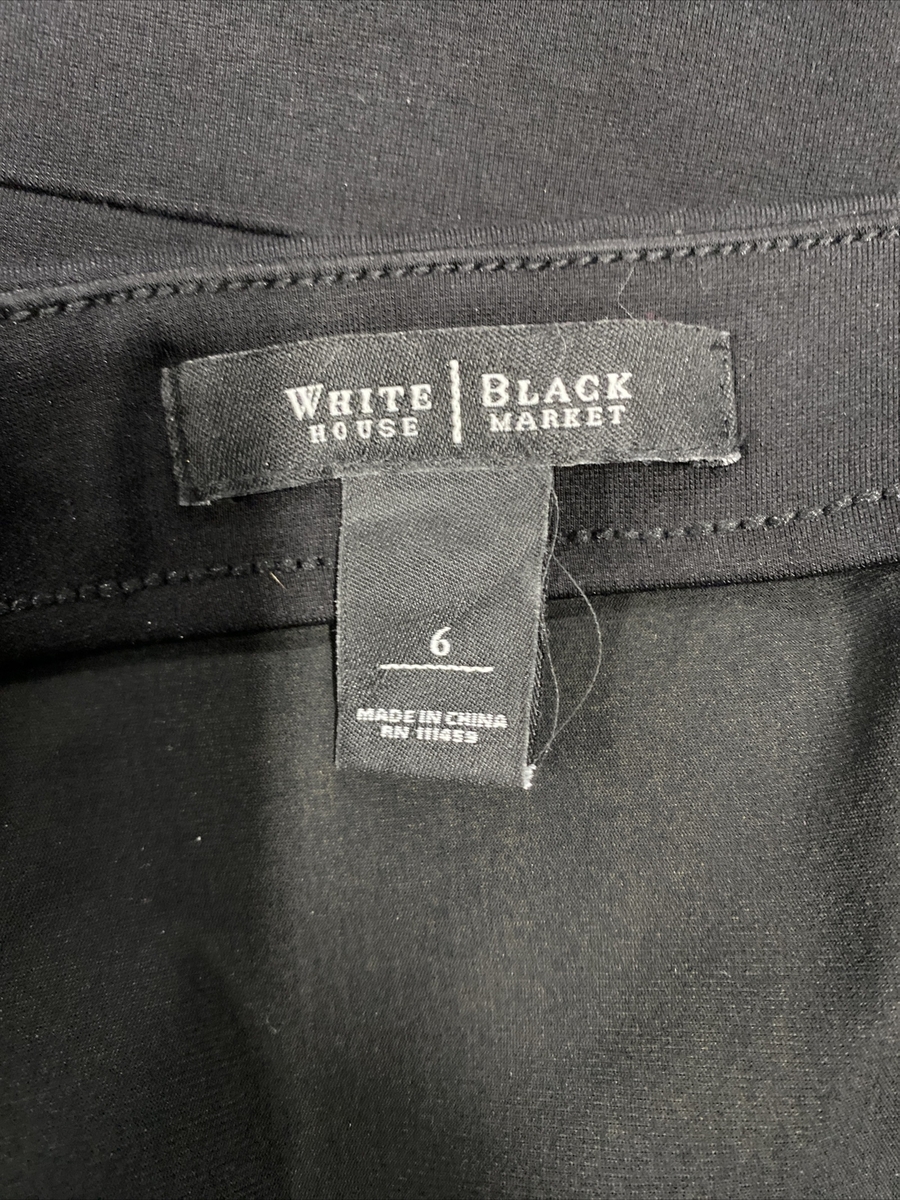 WHITE | BLACK
HOUSE | MARKET
6
MADE IN CHINA
RN 111459